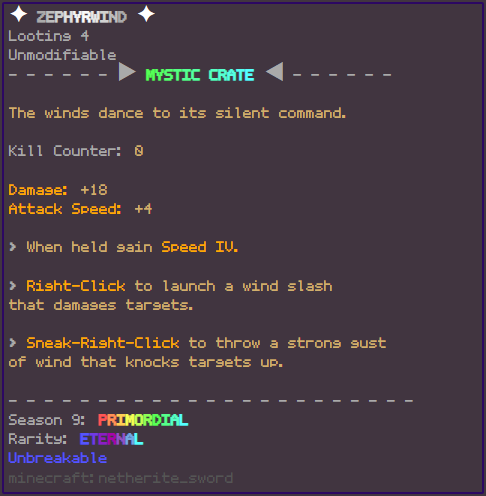 ✦ ZEPHYRWIND ✦
Looting 4
Unmodifiable
- - - - - - ▶ MYSTIC CRATE ◀ - - - - - -
The winds dance to its silent command.
Kill Counter: 0
Damage: +18
Attack Speed: +4
> When held gain Speed IV.
> Right-Click to launch a wind slash
that damages targets.
> Sneak-Right-Click to throw a strong gust
of wind that knocks targets up.
- - - - - - - - - - - - - - - - - - - - - - - -
Season 9: PRIMORDIAL
Rarity: ETERNAL
Unbreakable
minecraft:netherite_sword